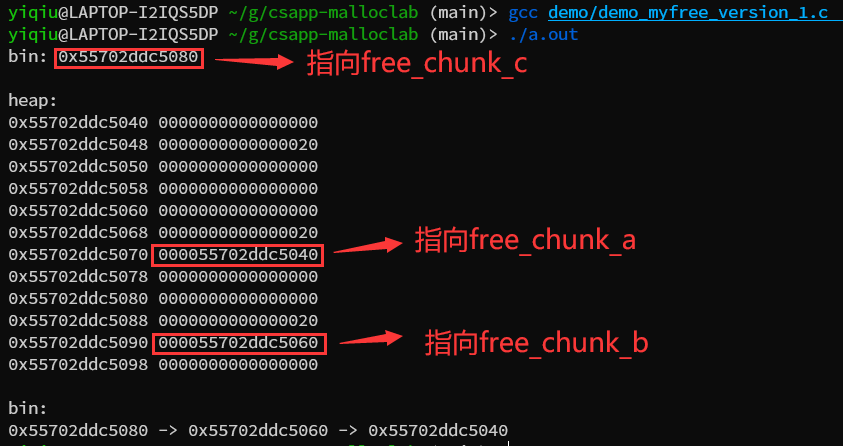 yiqiu@LAPTOP-I2IQS5DP ~/g/csapp-malloclab (main)> gcc demo/demo_myfree_version_1.c
yiqiu@LAPTOP-I2IQS5DP ~/g/csapp-malloclab (main)> ./a.out
bin: 0x55702ddc5080 指向free_chunk_c
heap:
0x55702ddc5040 0000000000000000
0x55702ddc5048 0000000000000020
0x55702ddc5050 0000000000000000
0x55702ddc5058 0000000000000000
0x55702ddc5060 0000000000000000
0x55702ddc5068 0000000000000020
0x55702ddc5070 000055702ddc5040 指向free_chunk_a
0x55702ddc5078 0000000000000000
0x55702ddc5080 0000000000000000
0x55702ddc5088 0000000000000020
0x55702ddc5090 000055702ddc5060 指向free_chunk_b
0x55702ddc5098 0000000000000000
bin:
0x55702ddc5080 -> 0x55702ddc5060 -> 0x55702ddc5040